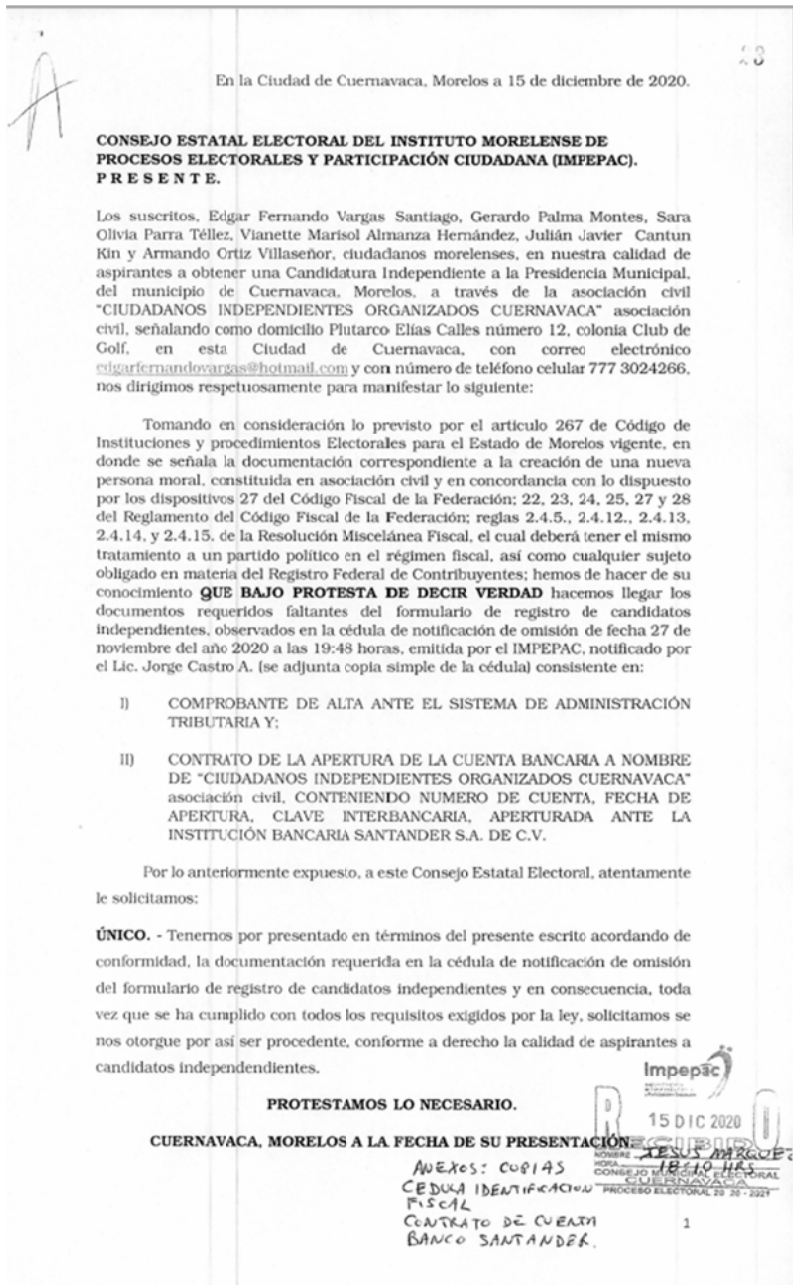 23
A
En la Ciudad de Cuernavaca, Morelos a 15 de diciembre de 2020.
CONSEJO ESTATAL ELECTORAL DEL INSTITUTO MORELENSE DE
PROCESOS ELECTORALES Y PARTICIPACIÓN CIUDADANA (IMPEPAC).
P R E S E N T E.
Los suscritos, Edgar Fernando Vargas Santiago, Gerardo Palma Montes, Sara
Olivia Parra Téllez, Vianette Marisol Almanza Hernández, Julián Javier Cantun
Kin y Armando Ortiz Villaseñor, ciudadanos morelenses, en nuestra calidad de
aspirantes a obtener una Candidatura Independiente a la Presidencia Municipal,
del municipio de Cuernavaca, Morelos, a través de la asociación civil
"CIUDADANOS INDEPENDIENTES ORGANIZADOS CUERNAVACA" asociación
civil, señalando como domicilio Plutarco Elías Calles número 12, colonia Club de
Golf, en esta Ciudad de Cuernavaca, con correo electrónico
edgarfernandovargas@hotmail.com y con número de teléfono celular 777 3024266,
nos dirigimos respetuosamente para manifestar lo siguiente:
Tomando en consideración lo previsto por el articulo 267 de Código de
Instituciones y procedimientos Electorales para el Estado de Morelos vigente, en
donde se señala la documentación correspondiente a la creación de una nueva
persona moral, constituida en asociación civil y en concordancia con lo dispuesto
por los dispositivos 27 del Código Fiscal de la Federación; 22, 23, 24, 25, 27 y 28
del Reglamento del Código Fiscal de la Federación; reglas 2.4.5., 2.4.12., 2.4.13,
2.4.14, y 2.4.15, de la Resolución Miscelánea Fiscal, el cual deberá tener el mismo
tratamiento a un partido político en el régimen fiscal, así como cualquier sujeto
obligado en materia del Registro Federal de Contribuyentes; hemos de hacer de su
conocimiento QUE BAJO PROTESTA DE DECIR VERDAD hacemos llegar los
documentos requeridos faltantes del formulario de registro de candidatos
independientes, observados en la cédula de notificación de omisión de fecha 27 de
noviembre del año 2020 a las 19:48 horas, emitida por el IMPEPAC, notificado por
el Lic. Jorge Castro A. (se adjunta copia simple de la cédula) consistente en:
I) COMPROBANTE DE ALTA ANTE EL SISTEMA DE ADMINISTRACIÓN
TRIBUTARIA Y;
II) CONTRATO DE LA APERTURA DE LA CUENTA BANCARIA A NOMBRE
DE "CIUDADANOS INDEPENDIENTES ORGANIZADOS CUERNAVACA"
asociación civil, CONTENIENDO NUMERO DE CUENTA, FECHA DE
APERTURA, CLAVE INTERBANCARIA, APERTURADA ANTE LA
INSTITUCIÓN BANCARIA SANTANDER S.A. DE C.V.
Por lo anteriormente expuesto, a este Consejo Estatal Electoral, atentamente
le solicitamos:
ÚNICO. - Tenernos por presentado en términos del presente escrito acordando de
conformidad, la documentación requerida en la cédula de notificación de omisión
del formulario de registro de candidatos independientes y en consecuencia, toda
vez que se ha cumplido con todos los requisitos exigidos por la ley, solicitamos se
nos otorgue por así ser procedente, conforme a derecho la calidad de aspirantes a
candidatos independendientes.
PROTESTAMOS LO NECESARIO.
CUERNAVACA, MORELOS A LA FECHA DE SU PRESENTACIÓN.
Impepac
15 DIC 2020
RECIBIDO
NOMBRE JESUS MARQUEZ
HORA 18:10 HRS
CONSEJO MUNICIPAL ELECTORAL
CUERNAVACA
PROCESO ELECTORAL 20 20 - 2021
ANEXOS: COPIAS
CEDULA IDENTIFICACION
FISCAL
CONTRATO DE CUENTA
BANCO SANTANDER.
1